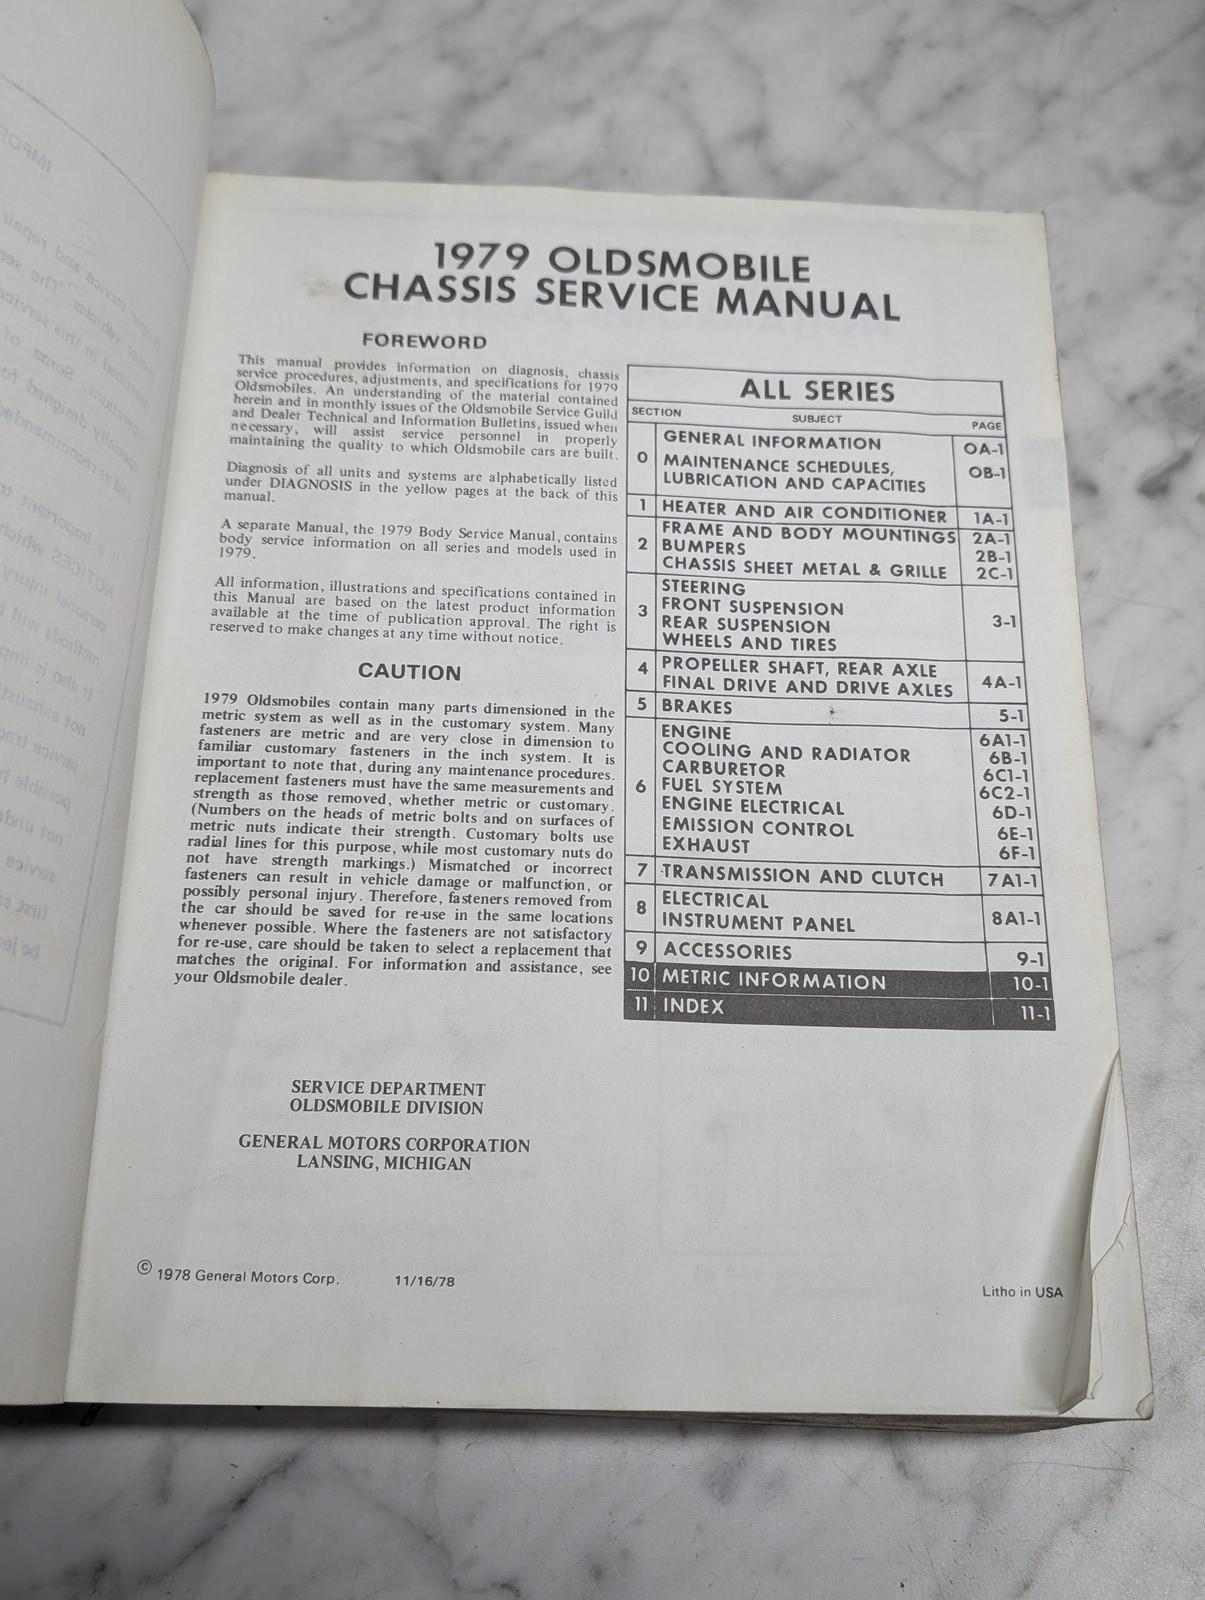 1979 OLDSMOBILE
CHASSIS SERVICE MANUAL
FOREWORD
This manual provides information on diagnosis, chassis
service procedures, adjustments, and specifications for 1979
Oldsmobiles. An understanding of the material contained
herein and in monthly issues of the Oldsmobile Service Guild
and Dealer Technical and Information Bulletins, issued when
necessary, will assist service personnel in properly
maintaining the quality to which Oldsmobile cars are built.
Diagnosis of all units and systems are alphabetically listed
under DIAGNOSIS in the yellow pages at the back of this
manual.
A separate Manual, the 1979 Body Service Manual, contains
body service information on all series and models used in
1979.
All information, illustrations and specifications contained in
this Manual are based on the latest product information
available at the time of publication approval. The right is
reserved to make changes at any time without notice.
CAUTION
1979 Oldsmobiles contain many parts dimensioned in the
metric system as well as in the customary system. Many
fasteners are metric and are very close in dimension to
familiar customary fasteners in the inch system. It is
important to note that, during any maintenance procedures,
replacement fasteners must have the same measurements and
strength as those removed, whether metric or customary.
(Numbers on the heads of metric bolts and on surfaces of
metric nuts indicate their strength. Customary bolts use
radial lines for this purpose, while most customary nuts do
not have strength markings.) Mismatched or incorrect
fasteners can result in vehicle damage or malfunction, or
possibly personal injury. Therefore, fasteners removed from
the car should be saved for re-use in the same locations
whenever possible. Where the fasteners are not satisfactory
for re-use, care should be taken to select a replacement that
matches the original. For information and assistance, see
your Oldsmobile dealer.
SERVICE DEPARTMENT
OLDSMOBILE DIVISION
GENERAL MOTORS CORPORATION
LANSING, MICHIGAN
ALL SERIES
SECTION SUBJECT PAGE
0 GENERAL INFORMATION OA-1
MAINTENANCE SCHEDULES, OB-1
LUBRICATION AND CAPACITIES
1 HEATER AND AIR CONDITIONER 1A-1
2 FRAME AND BODY MOUNTINGS 2A-1
BUMPERS 2B-1
CHASSIS SHEET METAL & GRILLE 2C-1
3 STEERING
FRONT SUSPENSION 3-1
REAR SUSPENSION
WHEELS AND TIRES
4 PROPELLER SHAFT, REAR AXLE 4A-1
FINAL DRIVE AND DRIVE AXLES
5 BRAKES 5-1
6 ENGINE 6A1-1
COOLING AND RADIATOR 6B-1
CARBURETOR 6C1-1
FUEL SYSTEM 6C2-1
ENGINE ELECTRICAL 6D-1
EMISSION CONTROL 6E-1
EXHAUST 6F-1
7 TRANSMISSION AND CLUTCH 7A1-1
8 ELECTRICAL 8A1-1
INSTRUMENT PANEL
9 ACCESSORIES 9-1
10 METRIC INFORMATION 10-1
11 INDEX 11-1
© 1978 General Motors Corp. 11/16/78
Litho in USA